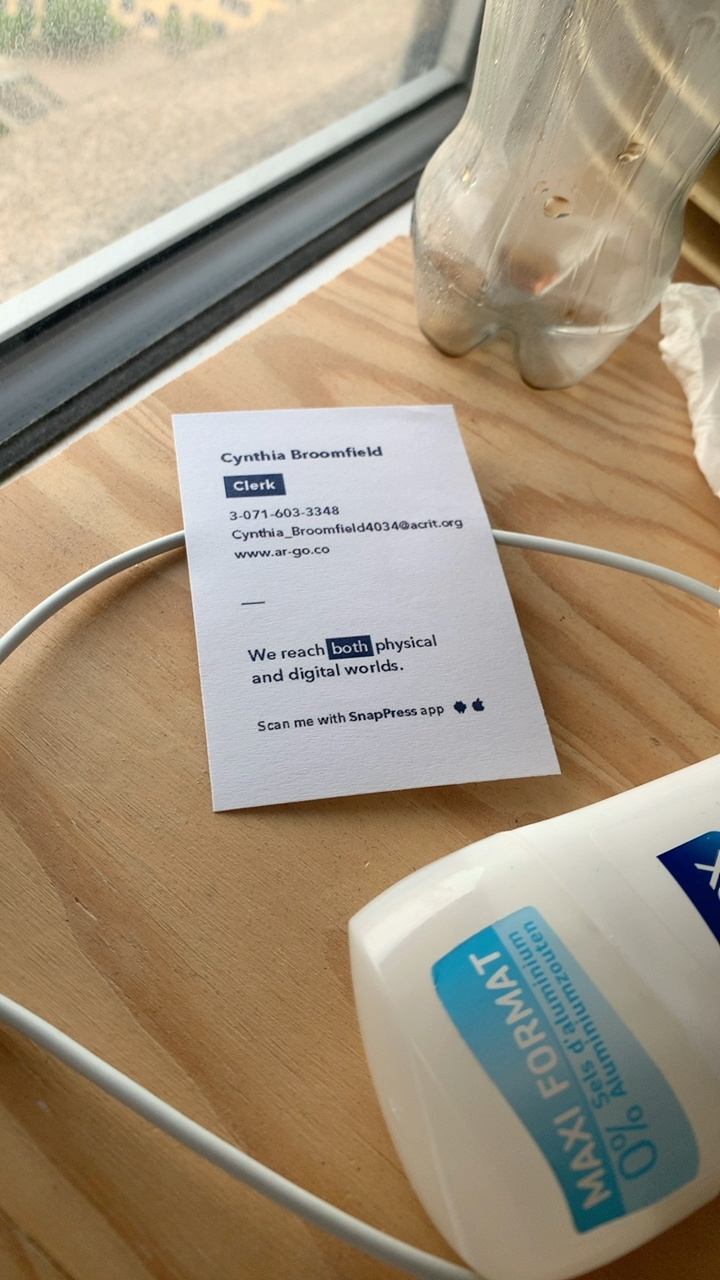 Cynthia Broomfield
Clerk
3-071-603-3348
Cynthia_Broomfield4034@acrit.org
www.ar-go.co
We reach both physical
and digital worlds.
Scan me with SnapPress app
MAXI FORMAT
0% Sels d'aluminium
Aluminiumzouten